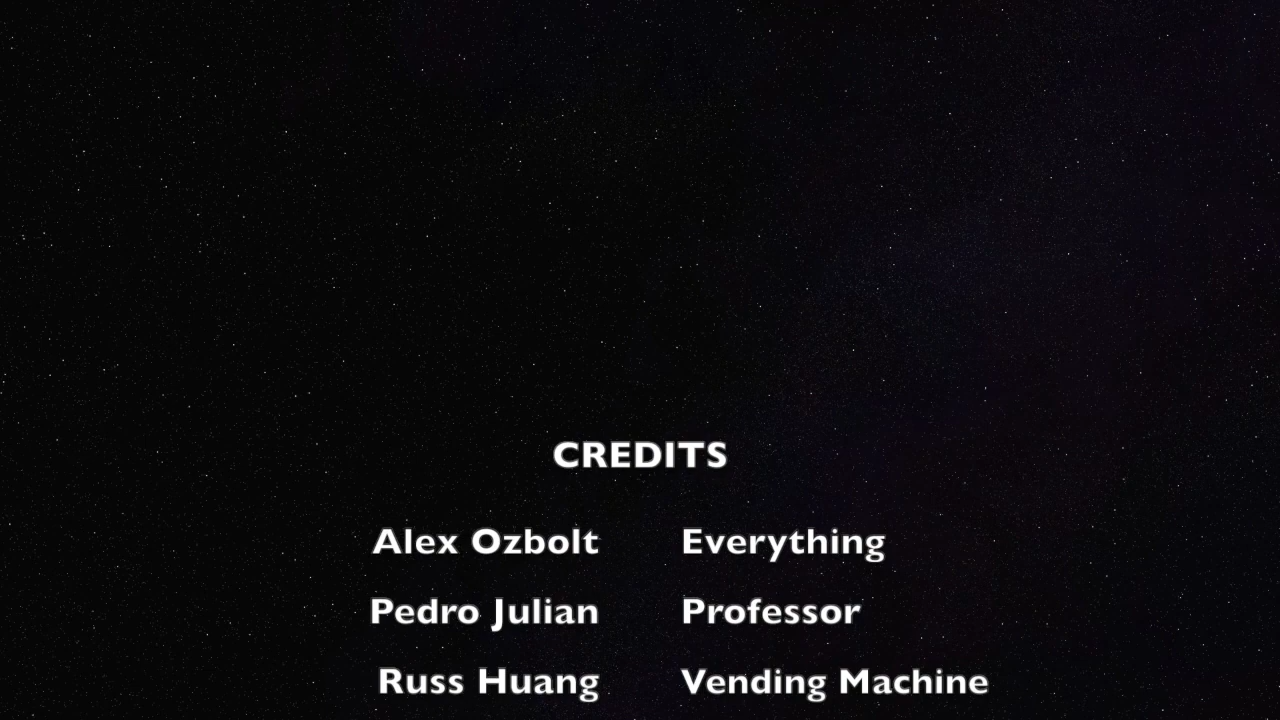 CREDITS
Alex Ozbolt Everything
Pedro Julian Professor
Russ Huang Vending Machine